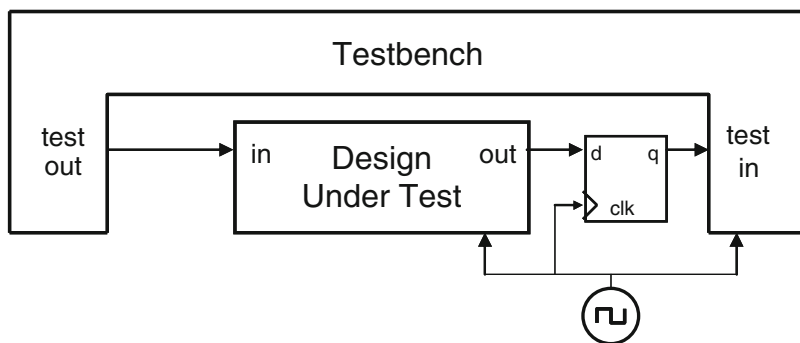 Testbench
test
out
in
Design
Under Test
out
d
q
clk
test
in